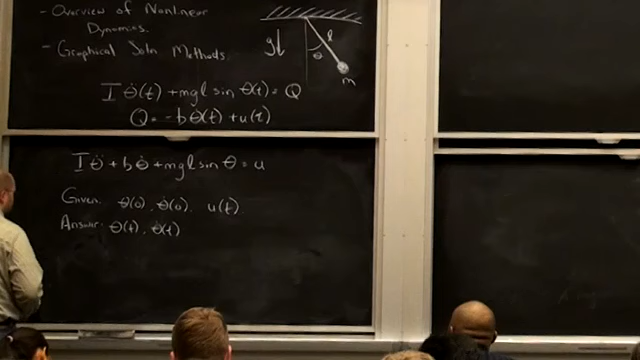 - Overview of Nonlinear
Dynamics.
- Graphical Soln Methods
g
l
θ
m
I θ̈(t) + mgl sin θ(t) = Q
Q = -b θ̇(t) + u(t)
I θ̈ + b θ̇ + mgl sin θ = u
Given: θ(0), θ̇(0), u(t)
Answer: θ(t), θ̇(t)